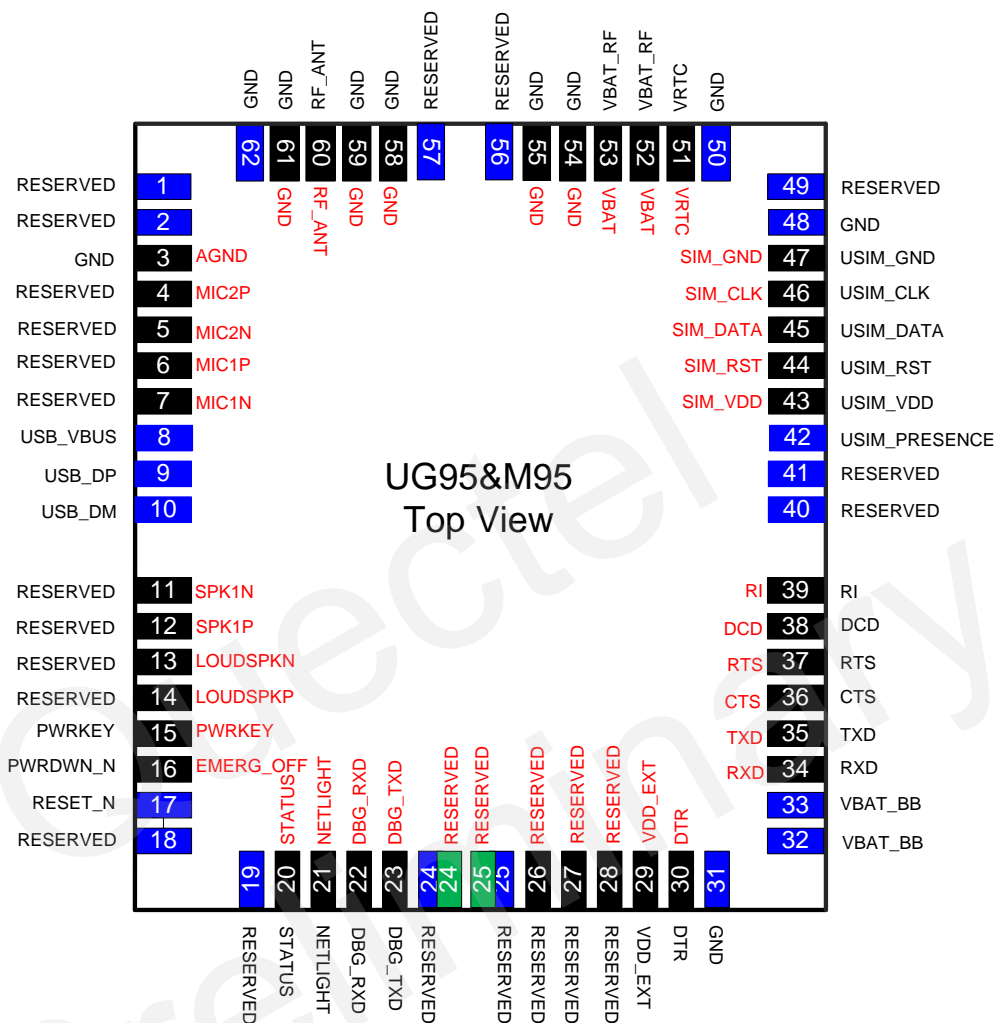 GND GND RF_ANT GND GND RESERVED RESERVED GND GND VBAT_RF VBAT_RF VRTC GND
62 61 60 59 58 57 56 55 54 53 52 51 50
GND RF_ANT GND GND GND GND VBAT VBAT VRTC
RESERVED 1
RESERVED 2
GND 3 AGND
RESERVED 4 MIC2P
RESERVED 5 MIC2N
RESERVED 6 MIC1P
RESERVED 7 MIC1N
USB_VBUS 8
USB_DP 9
USB_DM 10
RESERVED 11 SPK1N
RESERVED 12 SPK1P
RESERVED 13 LOUDSPKN
RESERVED 14 LOUDSPKP
PWRKEY 15 PWRKEY
PWRDWN_N 16 EMERG_OFF
RESET_N 17
RESERVED 18
UG95&M95
Top View
49 RESERVED
48 GND
SIM_GND 47 USIM_GND
SIM_CLK 46 USIM_CLK
SIM_DATA 45 USIM_DATA
SIM_RST 44 USIM_RST
SIM_VDD 43 USIM_VDD
42 USIM_PRESENCE
41 RESERVED
40 RESERVED
RI 39 RI
DCD 38 DCD
RTS 37 RTS
CTS 36 CTS
TXD 35 TXD
RXD 34 RXD
33 VBAT_BB
32 VBAT_BB
STATUS NETLIGHT DBG_RXD DBG_TXD RESERVED RESERVED RESERVED RESERVED RESERVED VDD_EXT DTR
19 20 21 22 23 24 24 25 25 26 27 28 29 30 31
RESERVED STATUS NETLIGHT DBG_RXD DBG_TXD RESERVED RESERVED RESERVED RESERVED RESERVED VDD_EXT DTR GND
Quectel
Preliminary